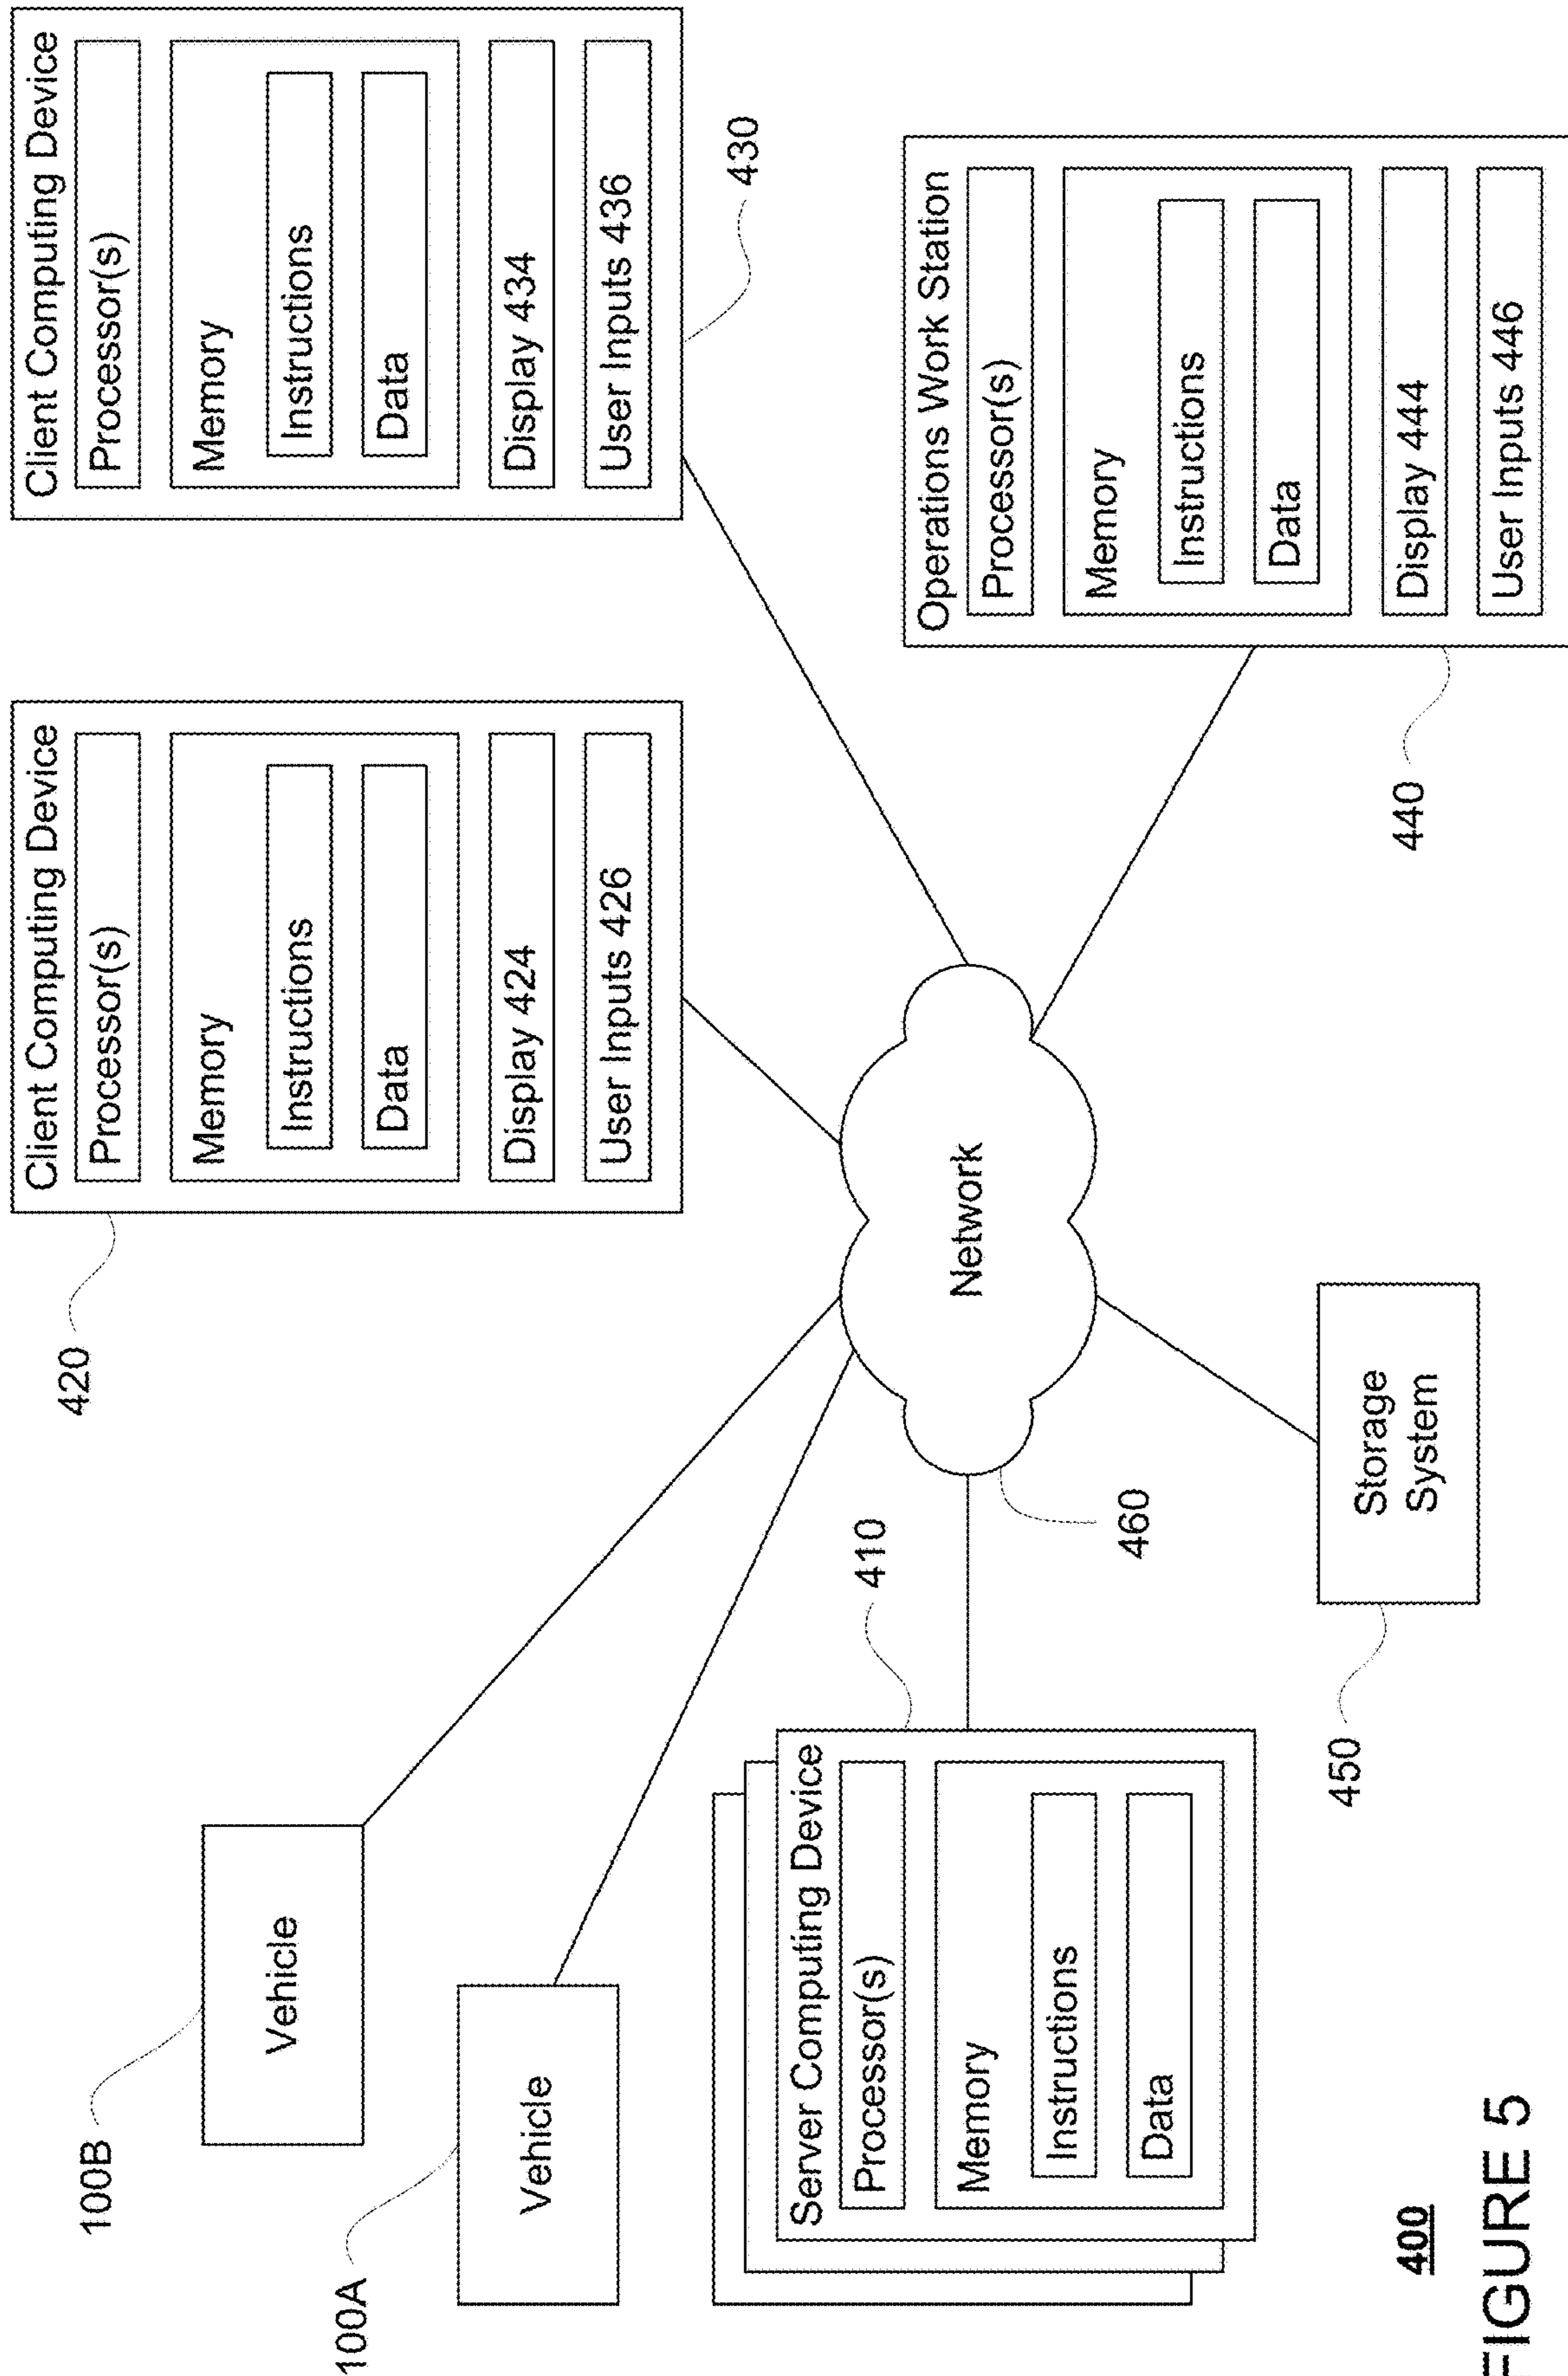 100B
Vehicle
100A
Vehicle
420
Client Computing Device
Processor(s)
Memory
Instructions
Data
Display 424
User Inputs 426
Client Computing Device
Processor(s)
Memory
Instructions
Data
Display 434
User Inputs 436
430
Server Computing Device
Processor(s)
Memory
Instructions
Data
410
Network
460
Operations Work Station
Processor(s)
Memory
Instructions
Data
Display 444
User Inputs 446
440
Storage
System
450
400
FIGURE 5